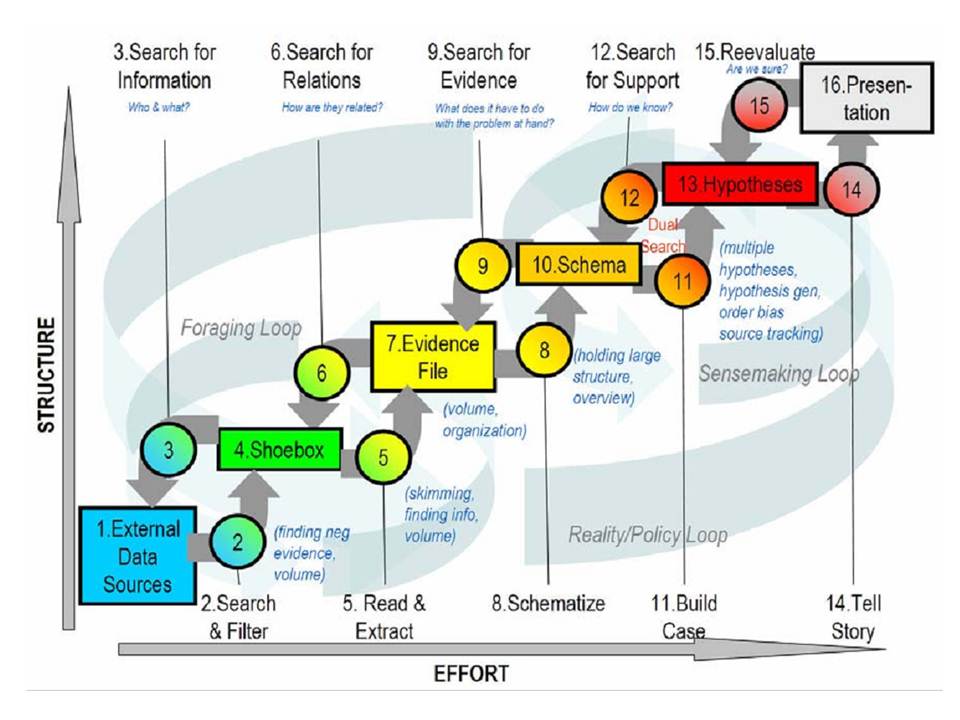 3.Search for
Information
Who & what?
6.Search for
Relations
How are they related?
9.Search for
Evidence
What does it have to do
with the problem at hand?
12.Search
for Support
How do we know?
15.Reevaluate
Are we sure?
15
16.Presen-
tation
12
13.Hypotheses
14
Dual
Search
9
10.Schema
11
(multiple
hypotheses,
hypothesis gen,
order bias
source tracking)
Foraging Loop
7.Evidence
File
8
(holding large
structure,
overview)
Sensemaking Loop
6
(volume,
organization)
3
4.Shoebox
5
(skimming,
finding info,
volume)
1.External
Data
Sources
2
(finding neg
evidence,
volume)
Reality/Policy Loop
2.Search
& Filter
5. Read &
Extract
8.Schematize
11.Build
Case
14.Tell
Story
STRUCTURE
EFFORT